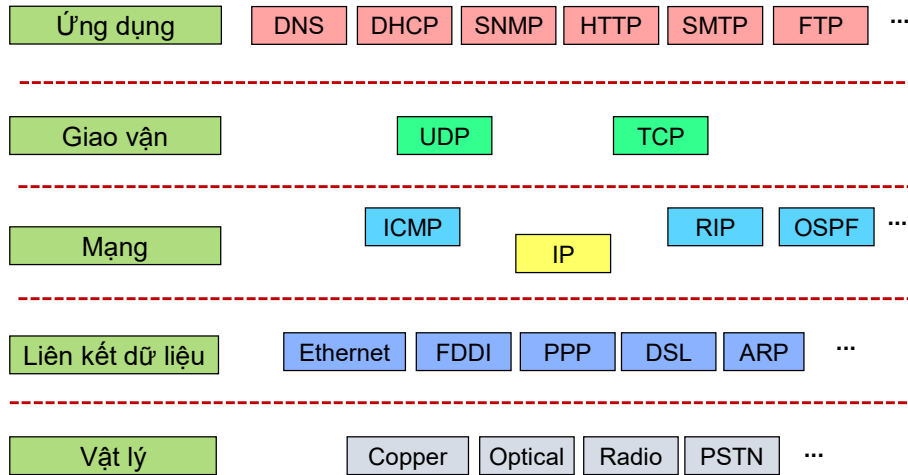 Ứng dụng DNS DHCP SNMP HTTP SMTP FTP ...
Giao vận UDP TCP
Mạng ICMP IP RIP OSPF ...
Liên kết dữ liệu Ethernet FDDI PPP DSL ARP ...
Vật lý Copper Optical Radio PSTN ...